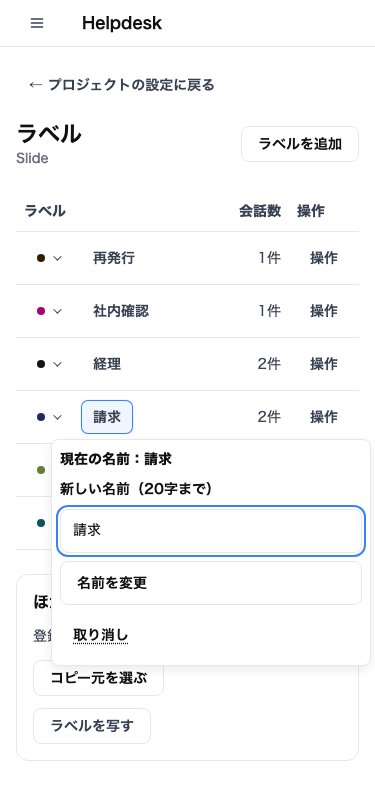 Helpdesk
← プロジェクトの設定に戻る
ラベル
Slide
ラベルを追加
ラベル 会話数 操作
再発行 1件 操作
社内確認 1件 操作
経理 2件 操作
請求 2件 操作
現在の名前：請求
新しい名前（20字まで）
請求
名前を変更
取り消し
コピー元を選ぶ
ラベルを写す